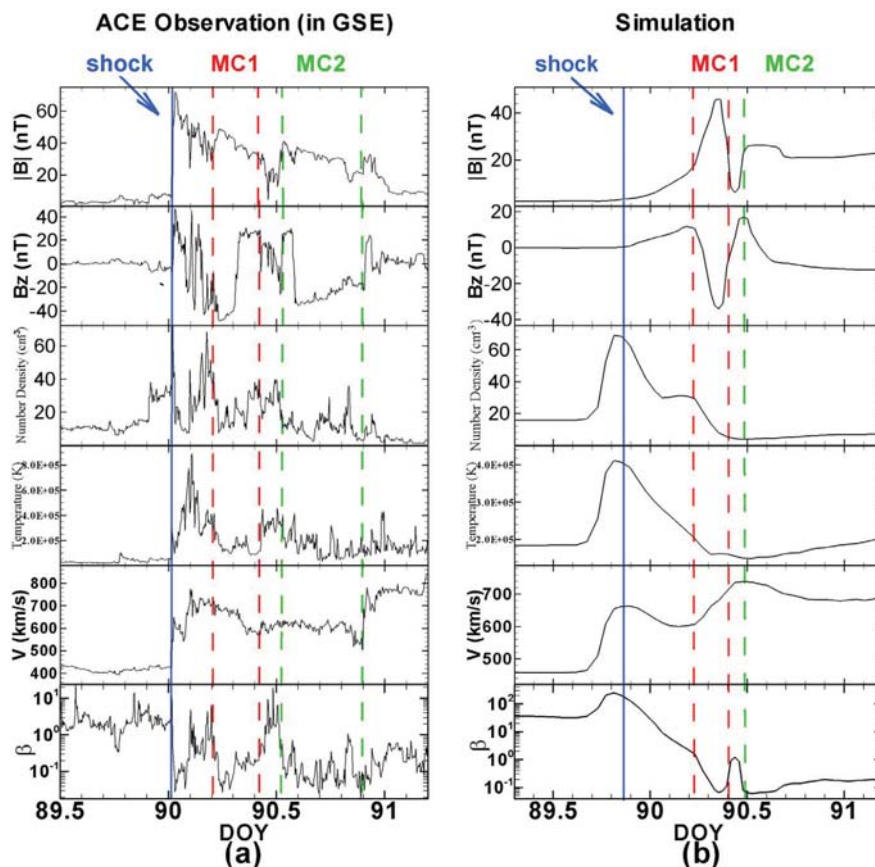 ACE Observation (in GSE)
Simulation
shock
MC1
MC2
shock
MC1
MC2
|B| (nT)
60
40
20
|B| (nT)
40
20
Bz (nT)
40
20
0
-20
-40
Bz (nT)
20
0
-20
-40
Number Density (cm³)
60
40
20
Number Density (cm³)
60
40
20
Temperature (K)
8.0E+05
4.0E+05
2.0E+05
Temperature (K)
4.0E+05
3.0E+05
2.0E+05
V (km/s)
800
700
600
500
400
V (km/s)
700
600
500
β
10¹
10⁰
10⁻¹
β
10²
10⁰
10⁻¹
89.5 90 90.5 91
DOY
(a)
90 90.5 91
DOY
(b)